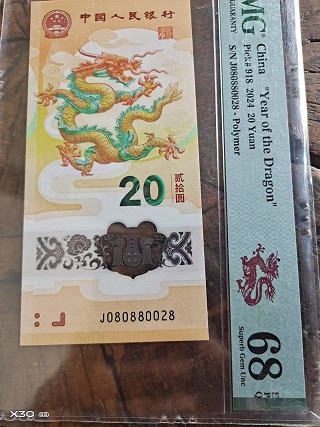 中国人民银行
20
贰拾圆
J080880028
MG
GUARANTY
China "Year of the Dragon"
Pick#918 2024 20 Yuan
S/N J080880028 - Polymer
68
Superb Gem Unc
E
P
Q
X30